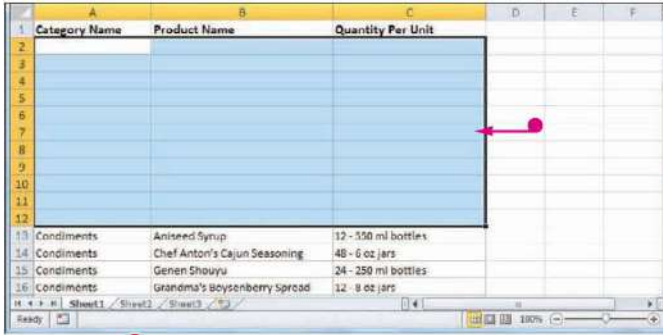 A B C D E F
1 Category Name Product Name Quantity Per Unit
2
3
4
5
6
7
8
9
10
11
12
13 Condiments Aniseed Syrup 12 - 550 ml bottles
14 Condiments Chef Anton's Cajun Seasoning 48 - 6 oz jars
15 Condiments Genen Shouyu 24 - 250 ml bottles
16 Condiments Grandma's Boysenberry Spread 12 - 8 oz jars
Sheet1 Sheet2 Sheet3
Ready 100%